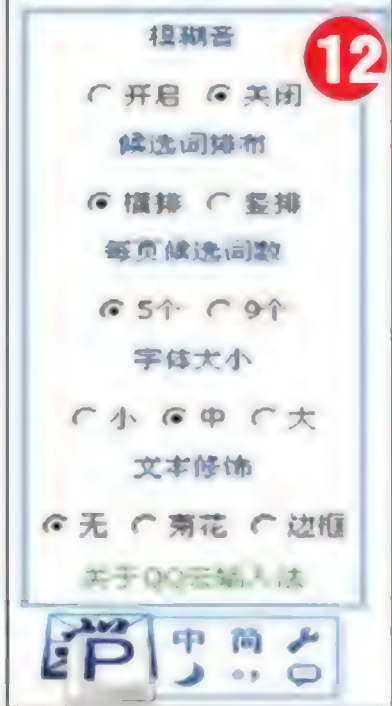 12
模糊音
开启 关闭
候选词排布
横排 竖排
每页候选词数
5个 9个
字体大小
小 中 大
文本修饰
无 菊花 边框
关于QQ云输入法
P 中 简